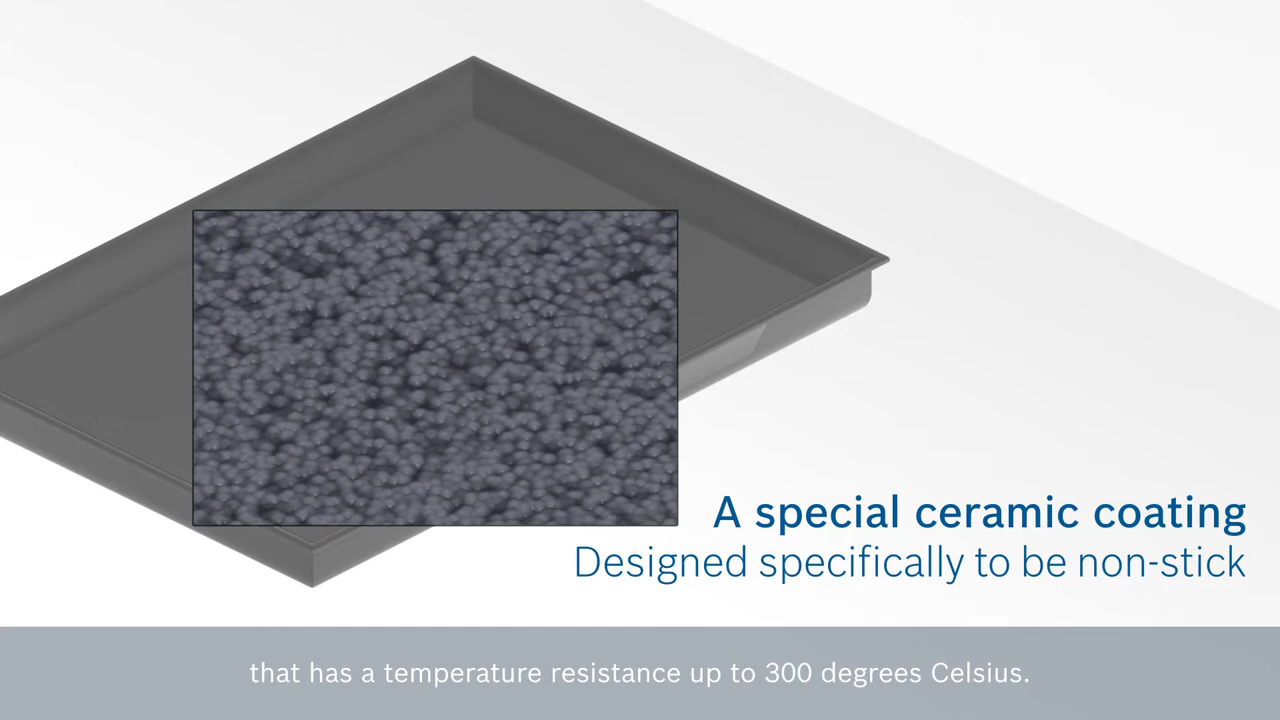 A special ceramic coating
Designed specifically to be non-stick
that has a temperature resistance up to 300 degrees Celsius.